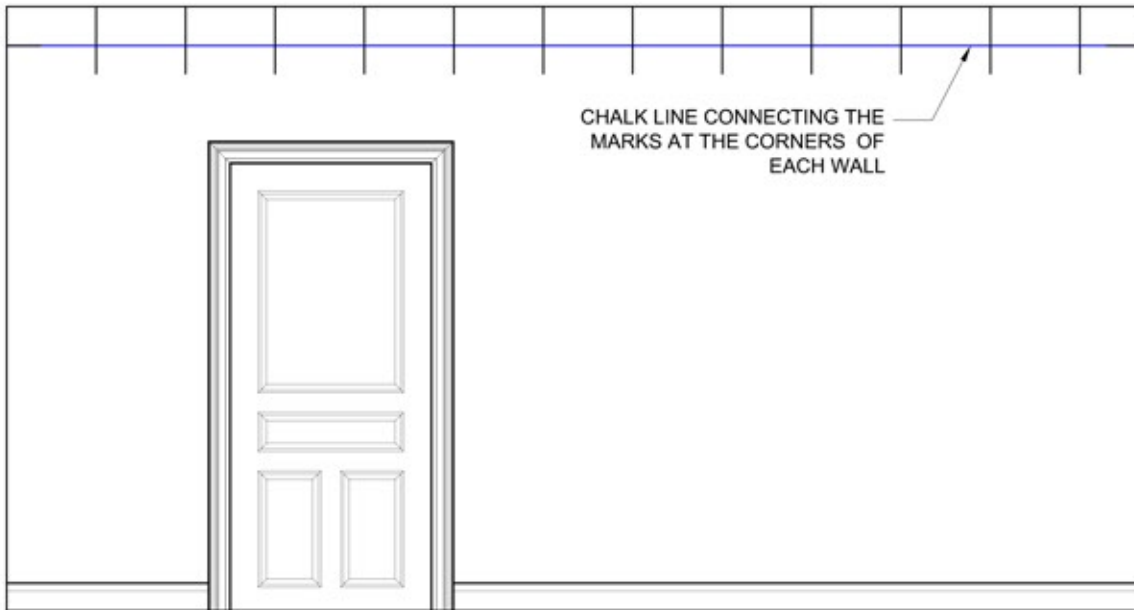 CHALK LINE CONNECTING THE
MARKS AT THE CORNERS OF
EACH WALL